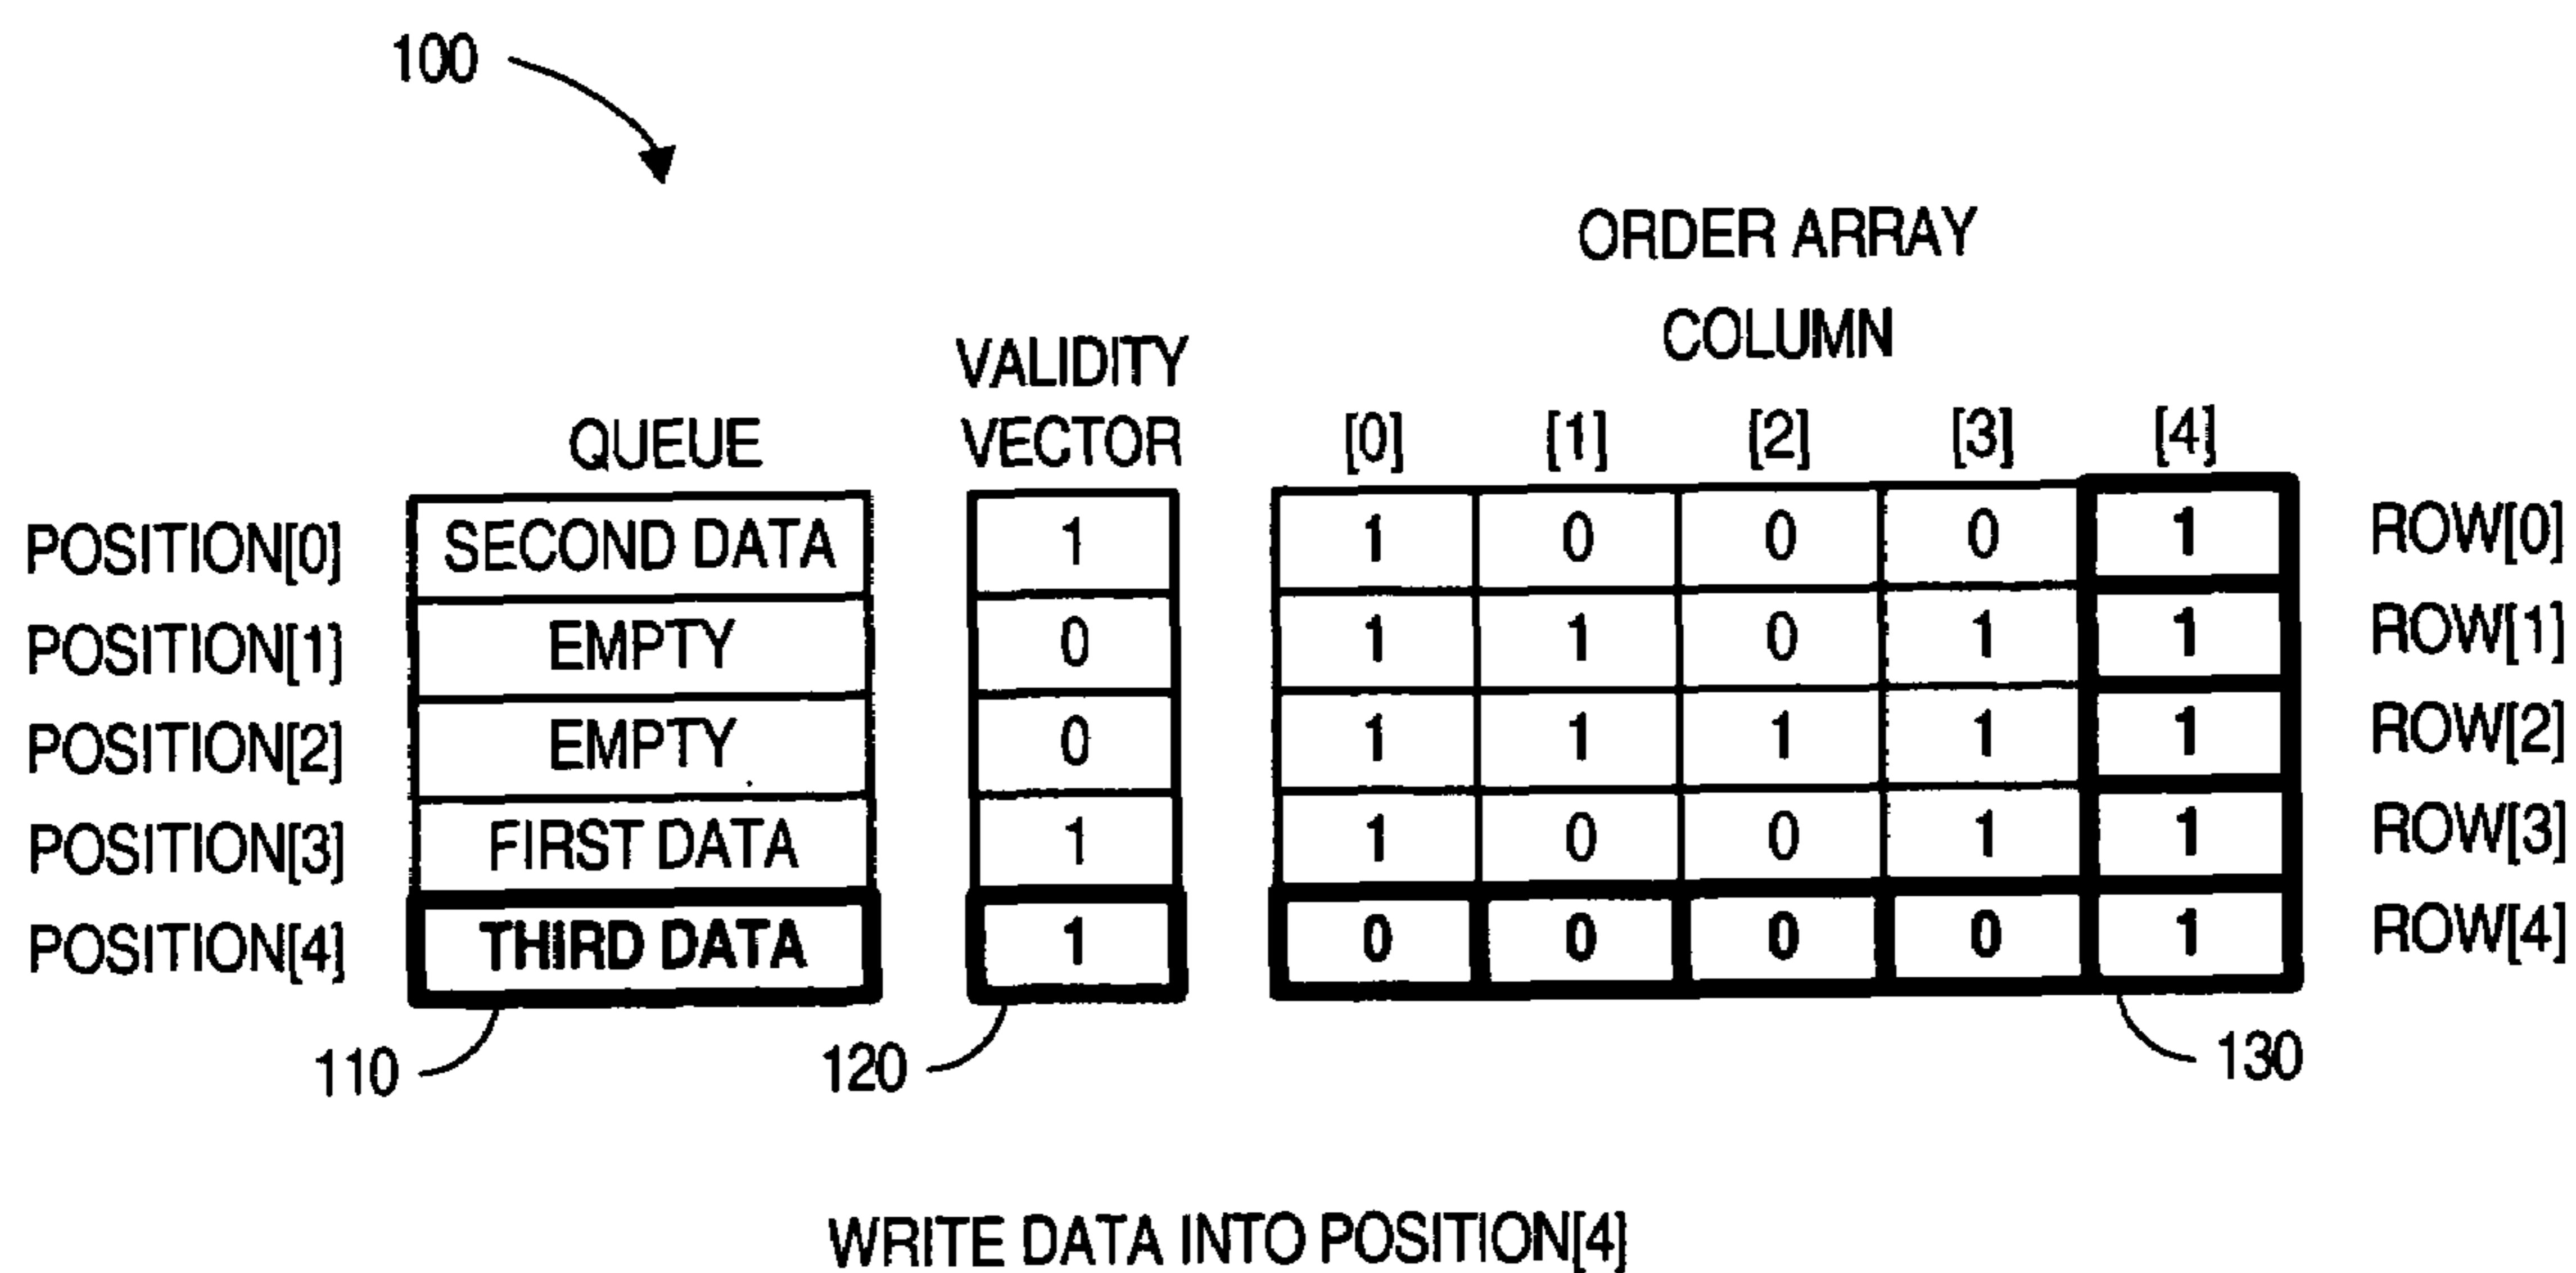 100
ORDER ARRAY
COLUMN
VALIDITY
QUEUE VECTOR [0] [1] [2] [3] [4]
POSITION[0] SECOND DATA 1 1 0 0 0 1 ROW[0]
POSITION[1] EMPTY 0 1 1 0 1 1 ROW[1]
POSITION[2] EMPTY 0 1 1 1 1 1 ROW[2]
POSITION[3] FIRST DATA 1 1 0 0 1 1 ROW[3]
POSITION[4] THIRD DATA 1 0 0 0 0 1 ROW[4]
110 120 130
WRITE DATA INTO POSITION[4]